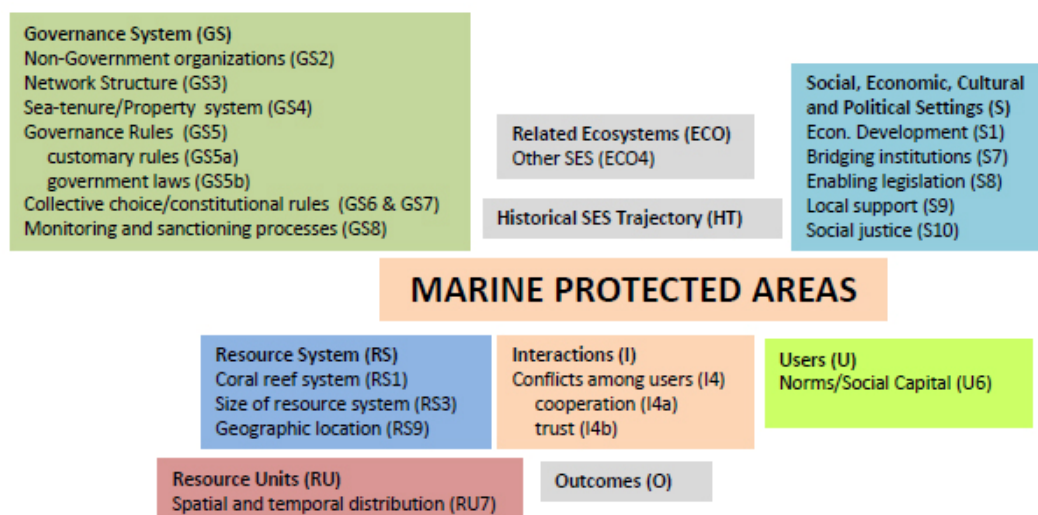 Governance System (GS)
Non-Government organizations (GS2)
Network Structure (GS3)
Sea-tenure/Property system (GS4)
Governance Rules (GS5)
customary rules (GS5a)
government laws (GS5b)
Collective choice/constitutional rules (GS6 & GS7)
Monitoring and sanctioning processes (GS8)
Related Ecosystems (ECO)
Other SES (ECO4)
Historical SES Trajectory (HT)
Social, Economic, Cultural
and Political Settings (S)
Econ. Development (S1)
Bridging institutions (S7)
Enabling legislation (S8)
Local support (S9)
Social justice (S10)
MARINE PROTECTED AREAS
Resource System (RS)
Coral reef system (RS1)
Size of resource system (RS3)
Geographic location (RS9)
Interactions (I)
Conflicts among users (I4)
cooperation (I4a)
trust (I4b)
Users (U)
Norms/Social Capital (U6)
Resource Units (RU)
Spatial and temporal distribution (RU7)
Outcomes (O)